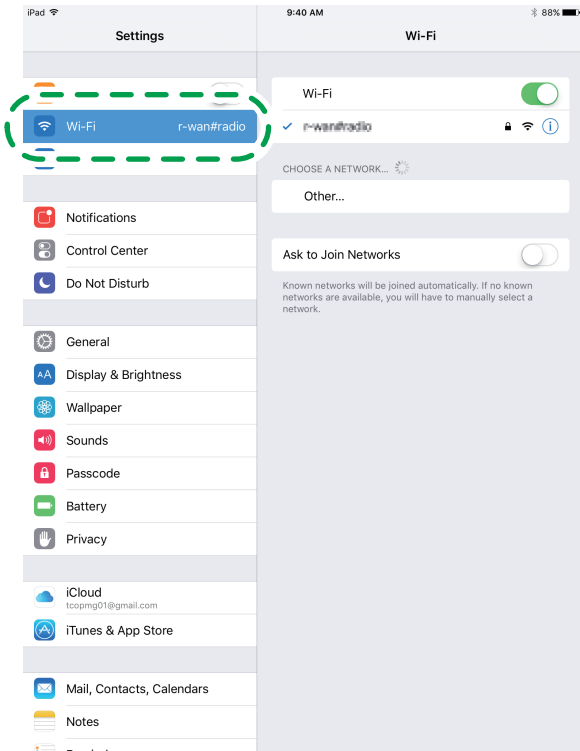 iPad
9:40 AM
88%
Settings
Wi-Fi
Wi-Fi r-wan#radio
Notifications
Control Center
Do Not Disturb
General
AA
Display & Brightness
Wallpaper
Sounds
Passcode
Battery
Privacy
iCloud
tcopmg01@gmail.com
iTunes & App Store
Mail, Contacts, Calendars
Notes
Wi-Fi
CHOOSE A NETWORK...
Other...
Ask to Join Networks
Known networks will be joined automatically. If no known
networks are available, you will have to manually select a
network.